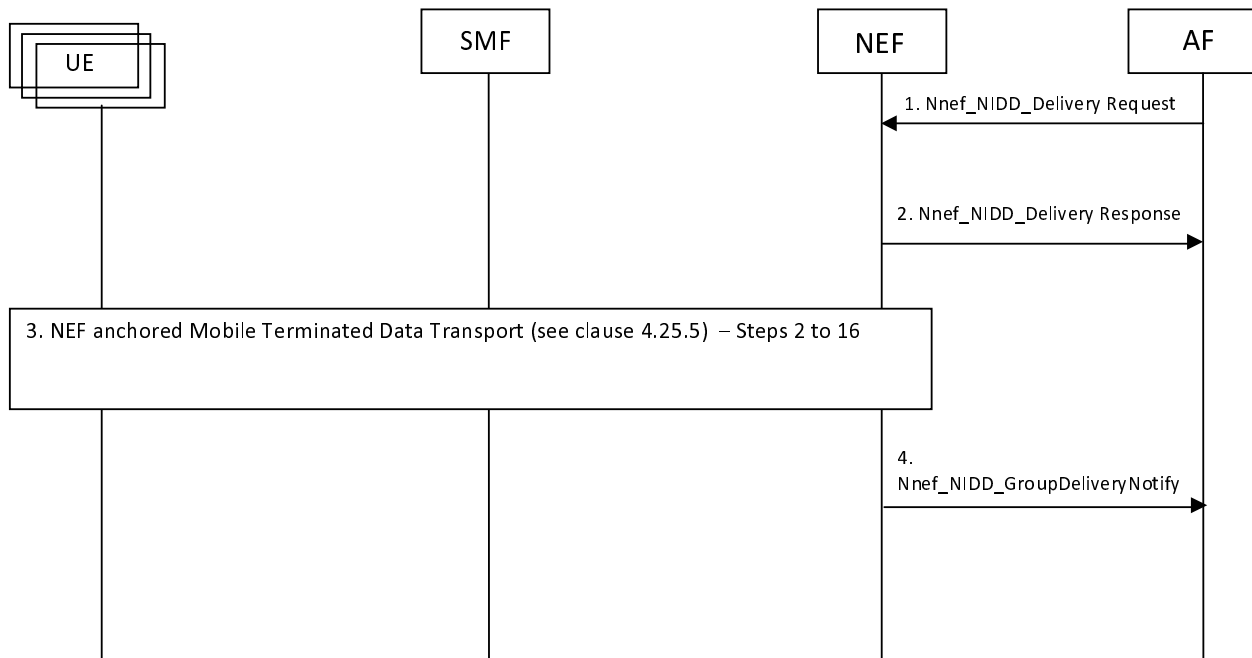 UE
SMF
NEF
AF
1. Nnef_NIDD_Delivery Request
2. Nnef_NIDD_Delivery Response
3. NEF anchored Mobile Terminated Data Transport (see clause 4.25.5) – Steps 2 to 16
4.
Nnef_NIDD_GroupDeliveryNotify